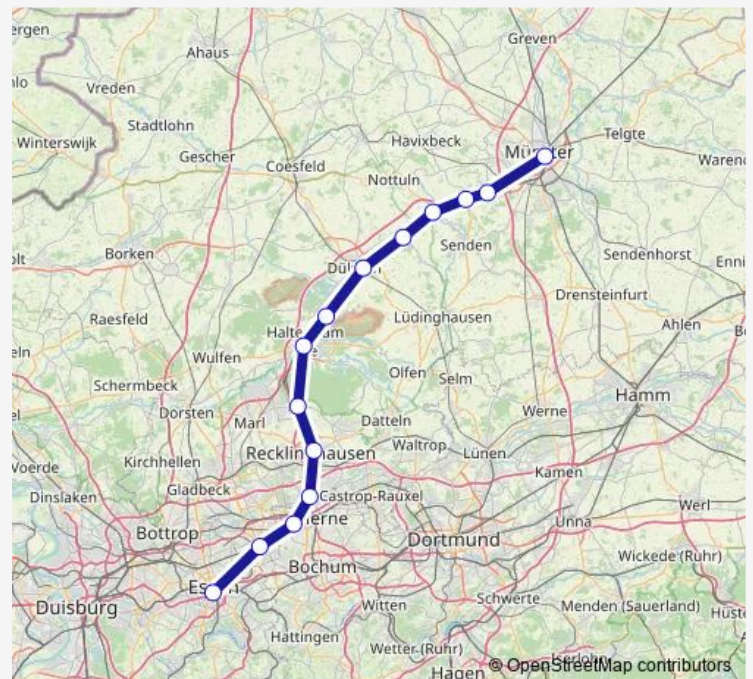 Greven
Ahaus
Vreden
Stadtlohn
Telgte
Winterswijk
Havixbeck
Münster
Gescher
Coesfeld
Nottuln
Senden
Borken
Sendenhorst
Drensteinfurt
Raesfeld
Lüdinghausen
Ahlen
Wulfen
Olfen
Selm
Schermbeck
Hamm
Dorsten
Marl
Datteln
Werne
Waltrop
Lünen
Recklinghausen
Kirchhellen
Voerde
Kamen
Dinslaken
Gladbeck
Castrop-Rauxel
Werl
Unna
Bottrop
Dortmund
Wickede (Ruhr)
Bochum
Duisburg
Witten
Schwerte
Menden (Sauerland)
Hattingen
Wetter (Ruhr)
Hagen
© OpenStreetMap contributors